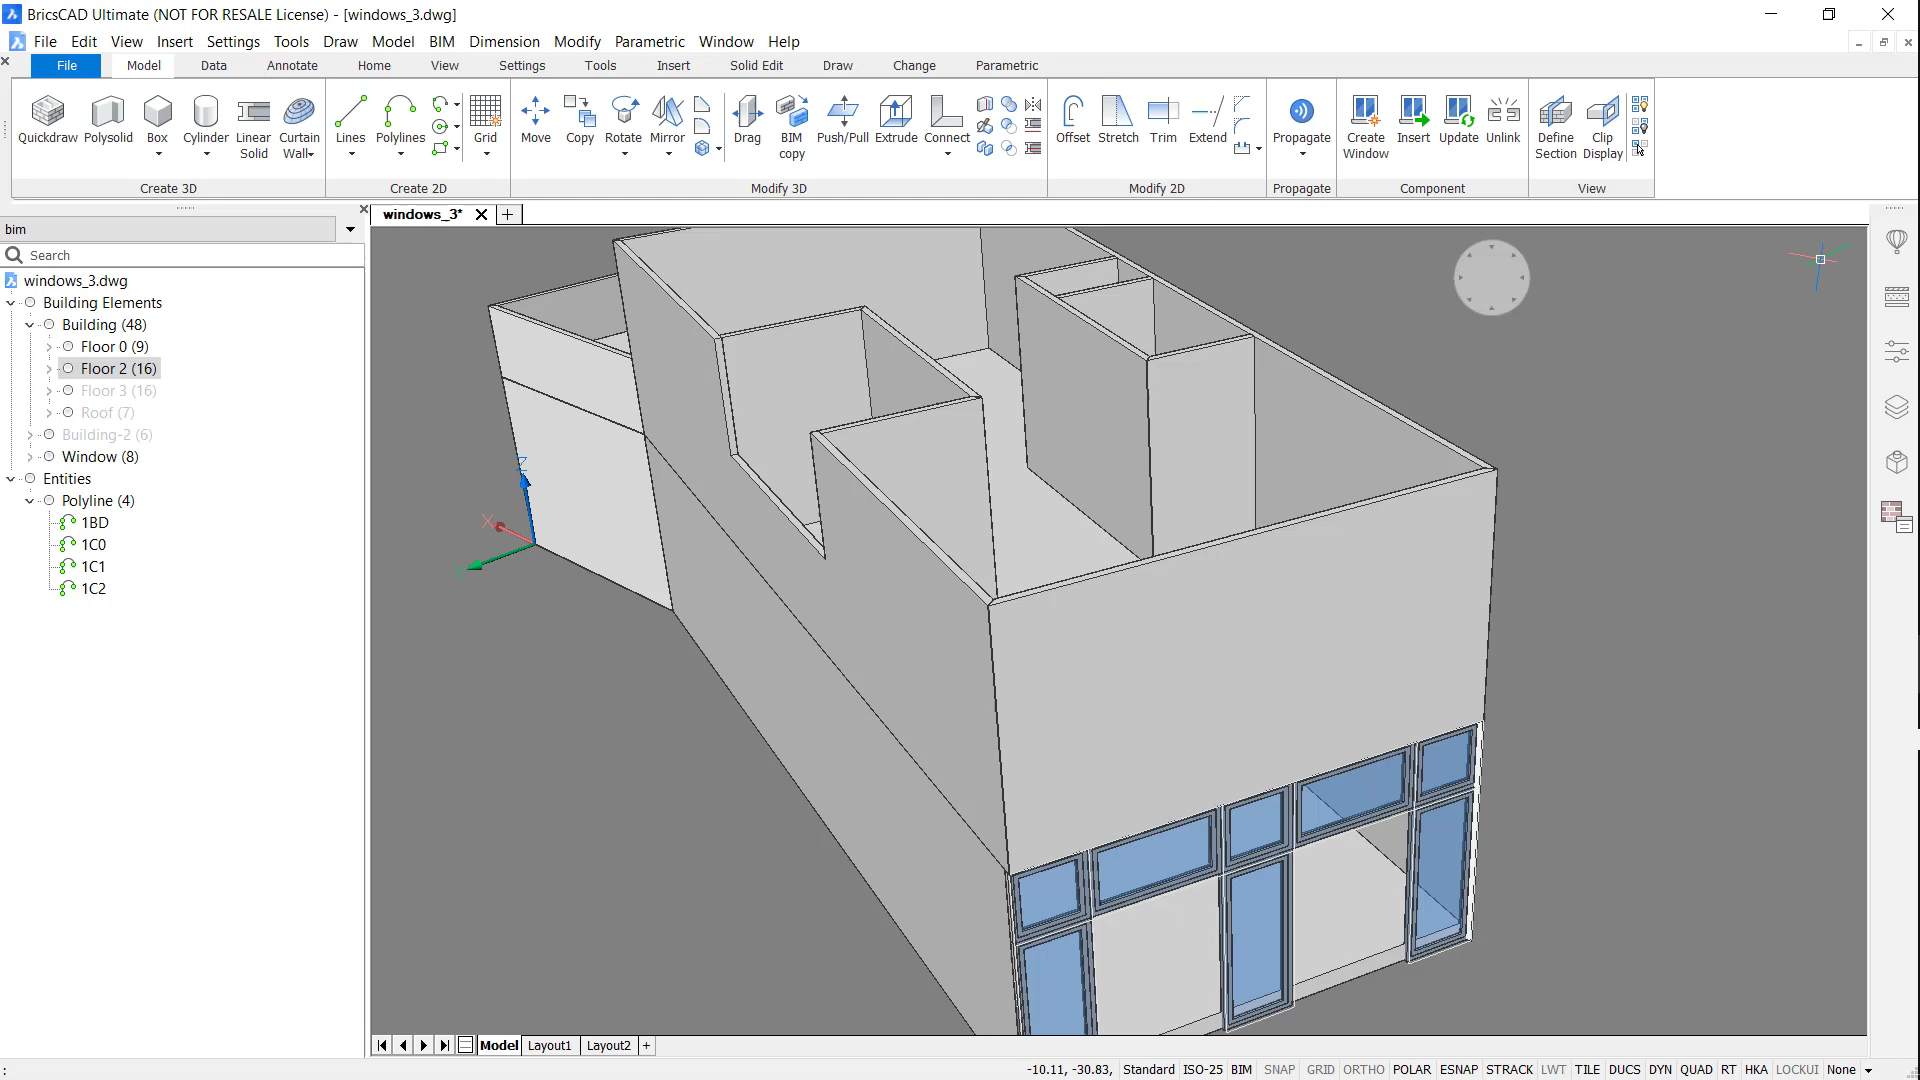 BricsCAD Ultimate (NOT FOR RESALE License) - [windows_3.dwg]
File Edit View Insert Settings Tools Draw Model BIM Dimension Modify Parametric Window Help
File Model Data Annotate Home View Settings Tools Insert Solid Edit Draw Change Parametric
Quickdraw Polysolid Box Cylinder Linear Solid Curtain Wall
Lines Polylines Grid
Move Copy Rotate Mirror Drag BIM copy Push/Pull Extrude Connect
Offset Stretch Trim Extend
Propagate
Create Window Insert Update Unlink
Define Section Clip Display
Create 3D Create 2D Modify 3D Modify 2D Propagate Component View
windows_3*
bim
Search
windows_3.dwg
Building Elements
Building (48)
Floor 0 (9)
Floor 2 (16)
Floor 3 (16)
Roof (7)
Building-2 (6)
Window (8)
Entities
Polyline (4)
1BD
1C0
1C1
1C2
Z
X
Y
Model Layout1 Layout2 +
: -10.11, -30.83, Standard ISO-25 BIM SNAP GRID ORTHO POLAR ESNAP STRACK LWT TILE DUCS DYN QUAD RT HKA LOCKUI None